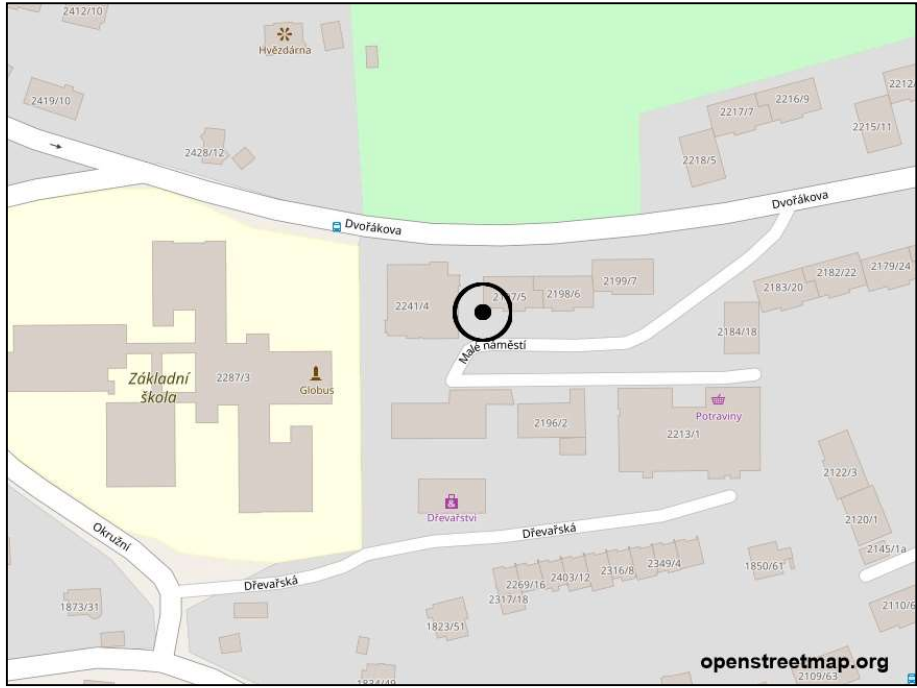 2412/10
Hvězdárna
2419/10
2428/12
2217/7
2216/9
2215/11
2218/5
Dvořákova
Dvořákova
2241/4
2198/6
2199/7
2183/20
2182/22
2179/24
2184/18
Malé náměstí
Základní
škola
2287/3
Globus
Potraviny
2196/2
2213/1
2122/3
Dřevařství
2120/1
Okružní
Dřevařská
2145/1a
Dřevařská
2269/16
2403/12
2316/8
2349/4
1850/61
2317/18
1873/31
1823/51
openstreetmap.org
2109/63